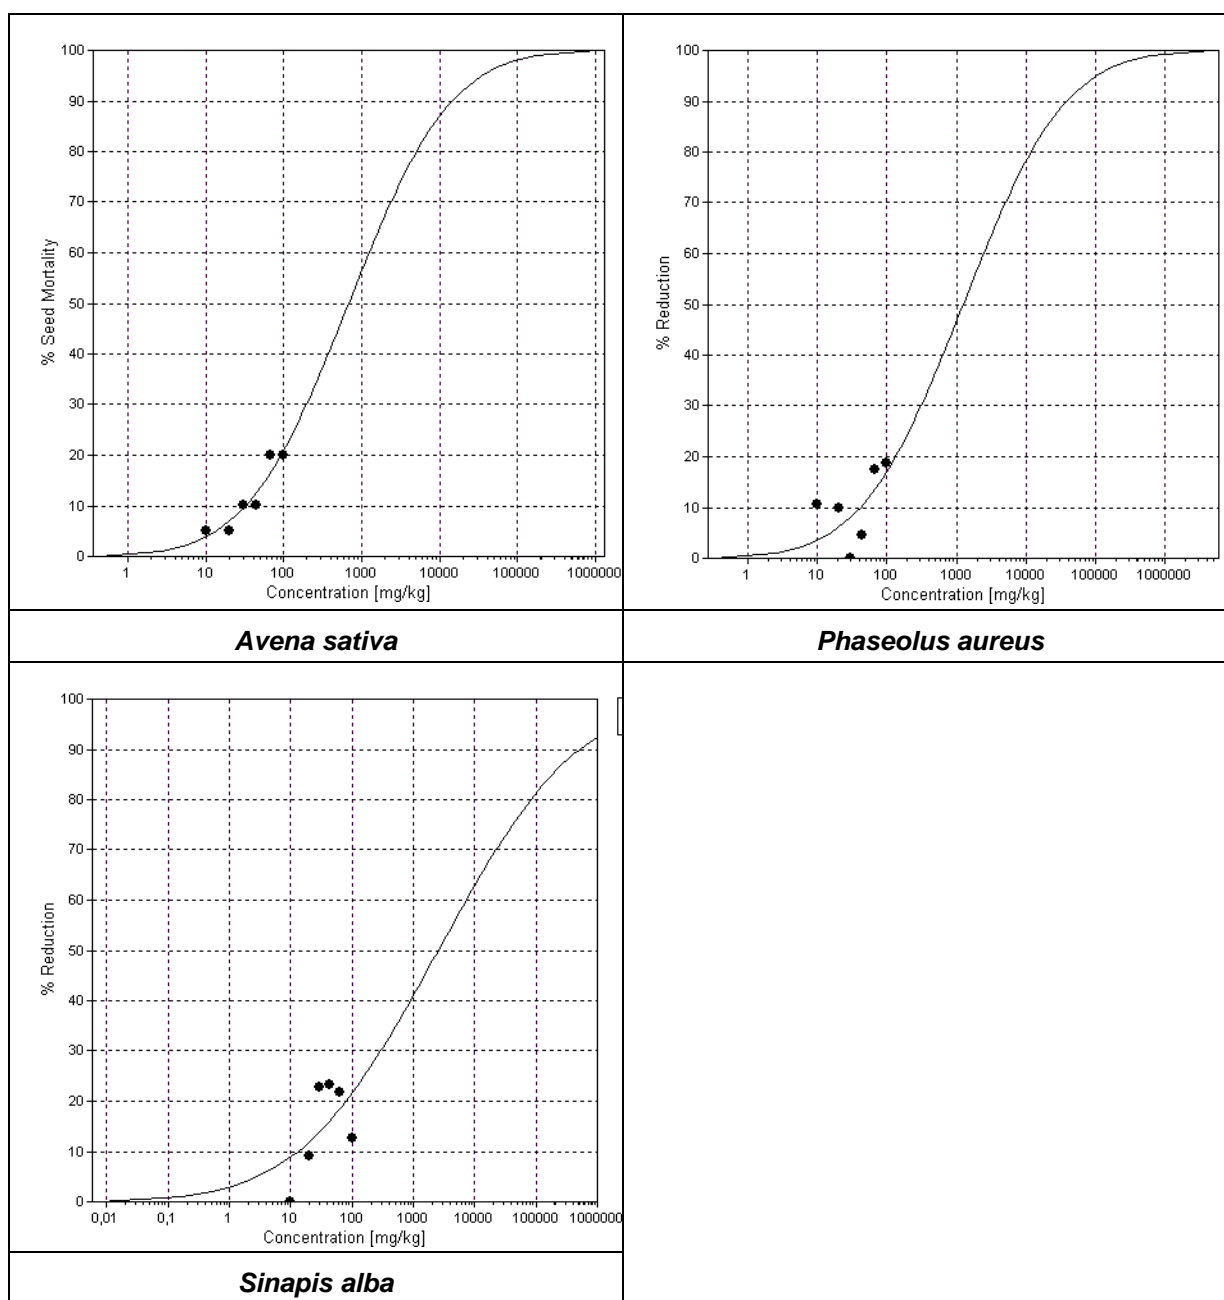 100
90
80
70
60
50
40
30
20
10
0
% Seed Mortality
1 10 100 1000 10000 100000 1000000
Concentration [mg/kg]
Avena sativa
100
90
80
70
60
50
40
30
20
10
0
% Reduction
1 10 100 1000 10000 100000 1000000
Concentration [mg/kg]
Phaseolus aureus
100
90
80
70
60
50
40
30
20
10
0
% Reduction
0,01 0,1 1 10 100 1000 10000 100000 1000000
Concentration [mg/kg]
Sinapis alba